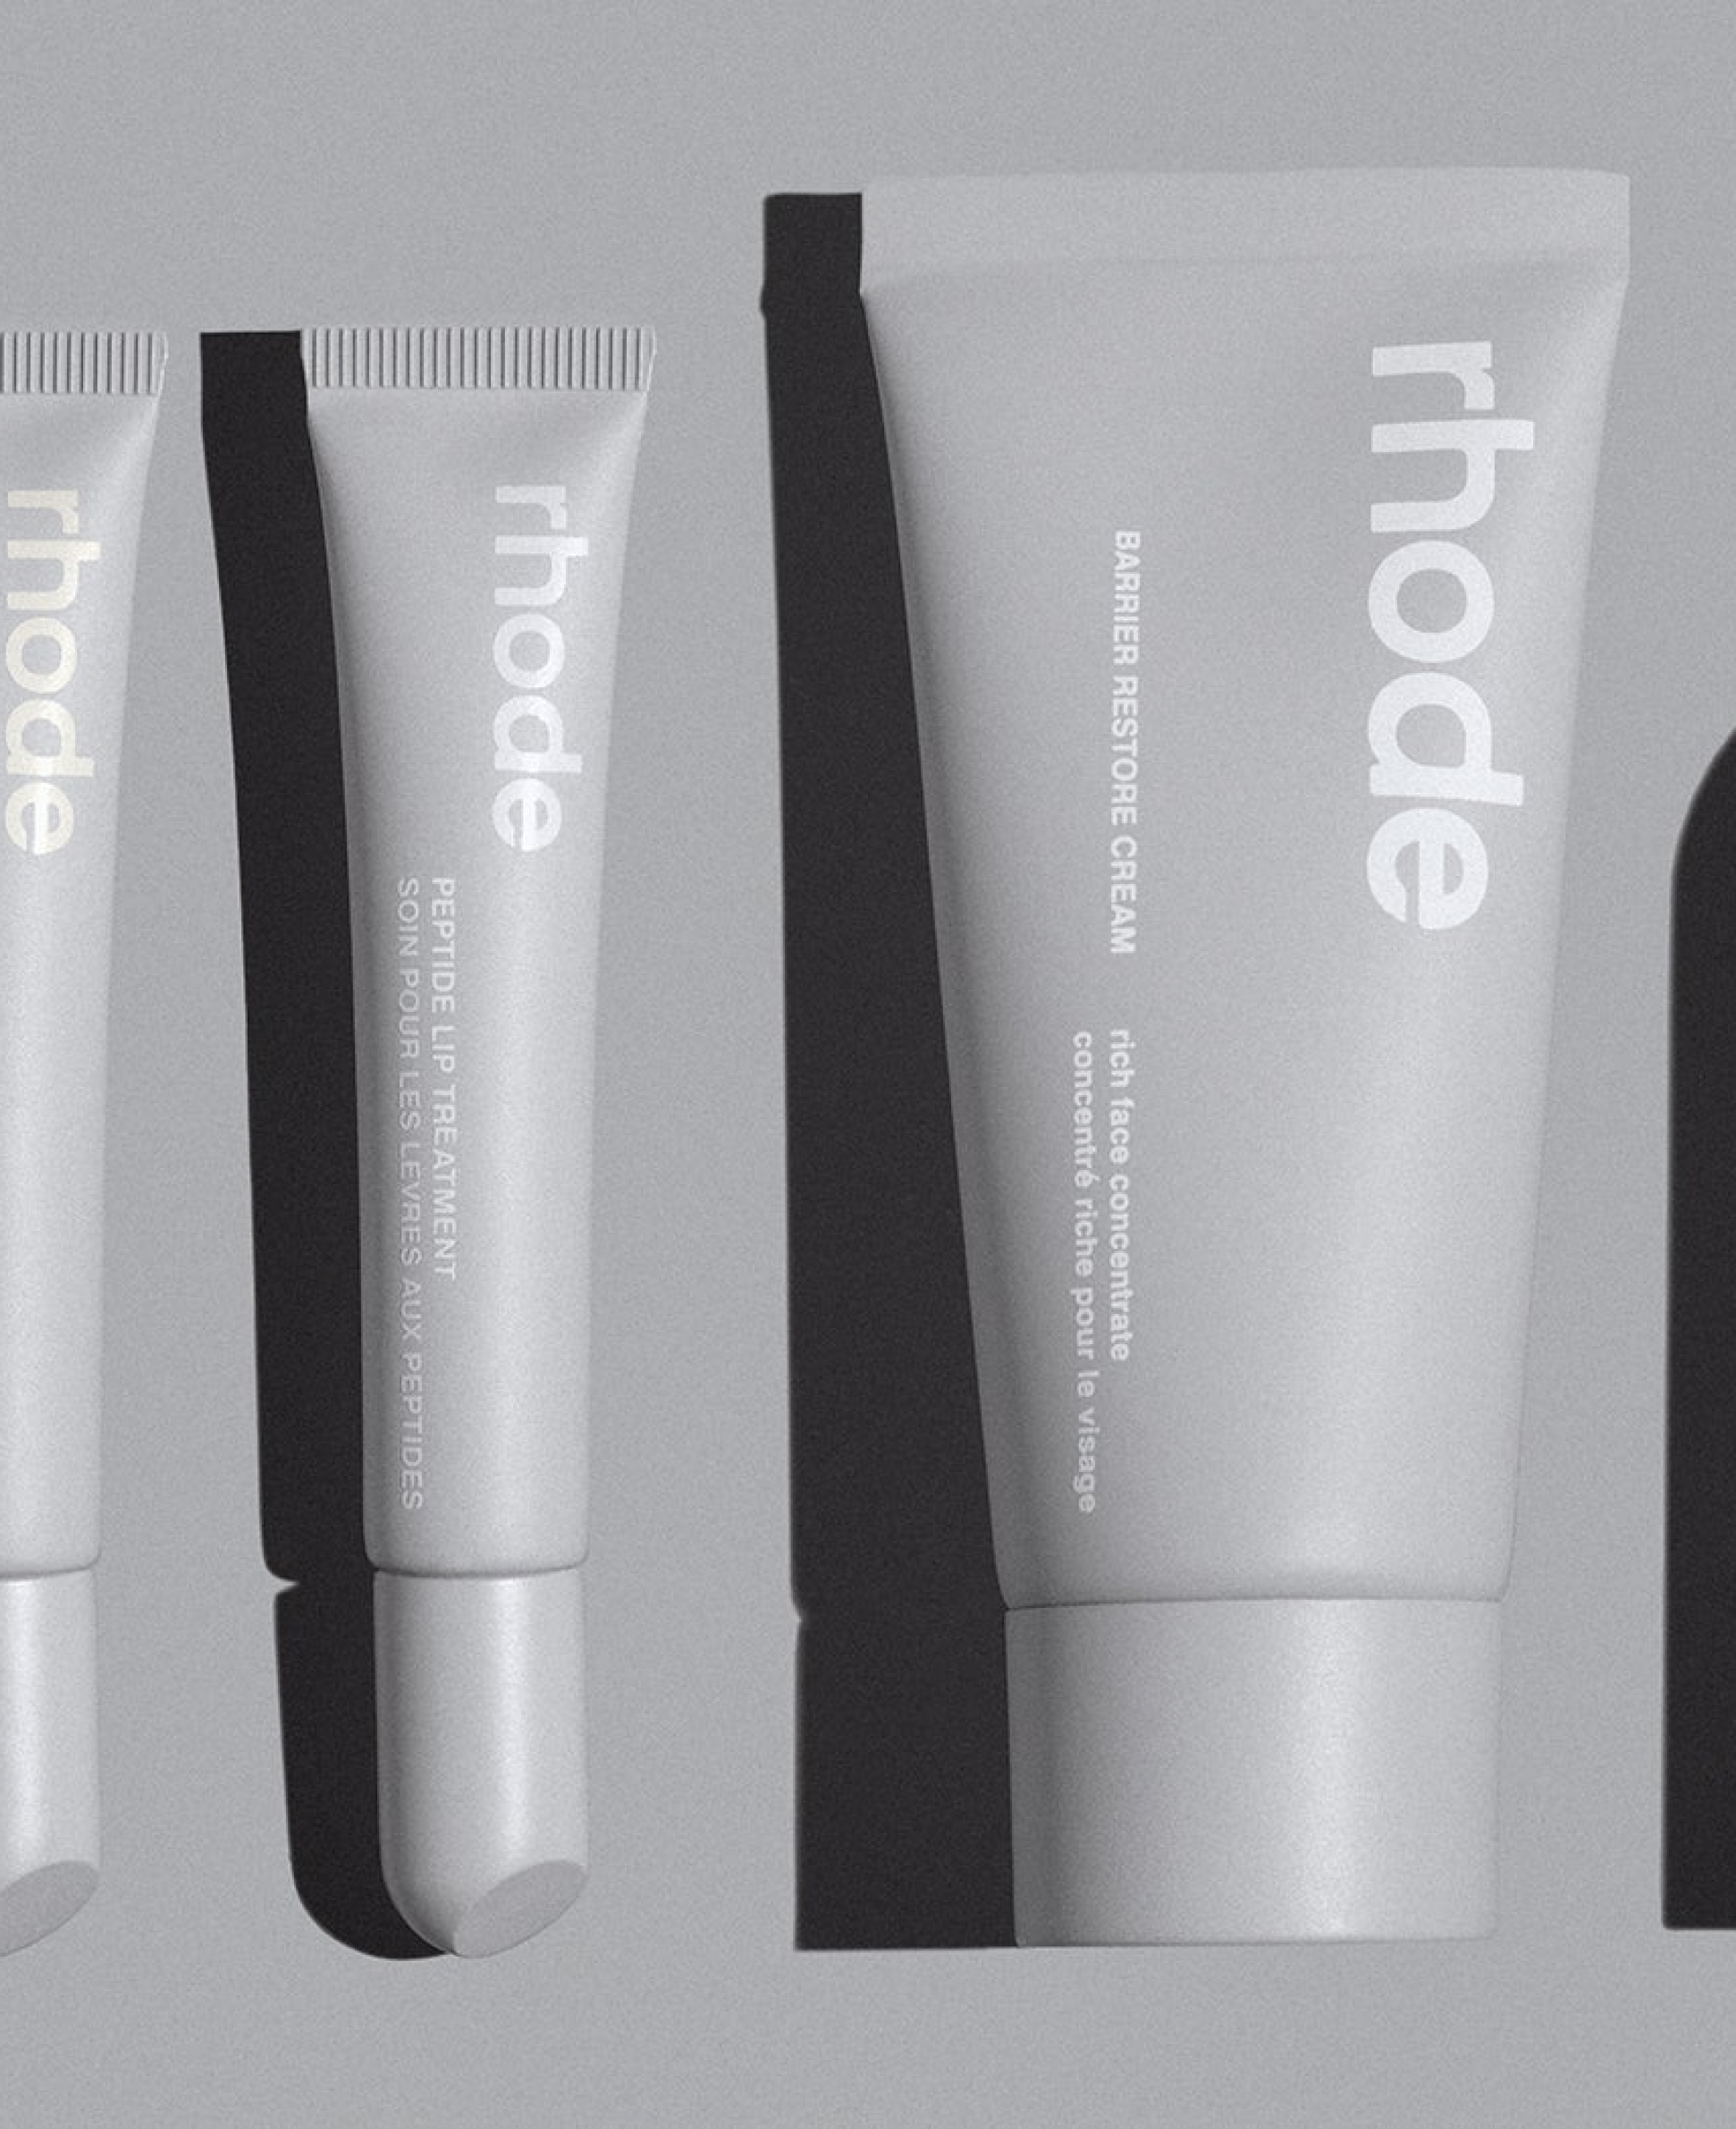 rhode
rhode
PEPTIDE LIP TREATMENT
SOIN POUR LES LEVRES AUX PEPTIDES
rhode
BARRIER RESTORE CREAM
rich face concentrate
concentré riche pour le visage